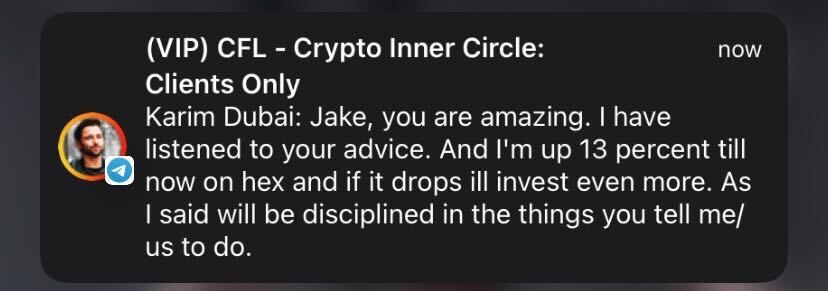 (VIP) CFL - Crypto Inner Circle: now
Clients Only
Karim Dubai: Jake, you are amazing. I have
listened to your advice. And I'm up 13 percent till
now on hex and if it drops ill invest even more. As
I said will be disciplined in the things you tell me/
us to do.